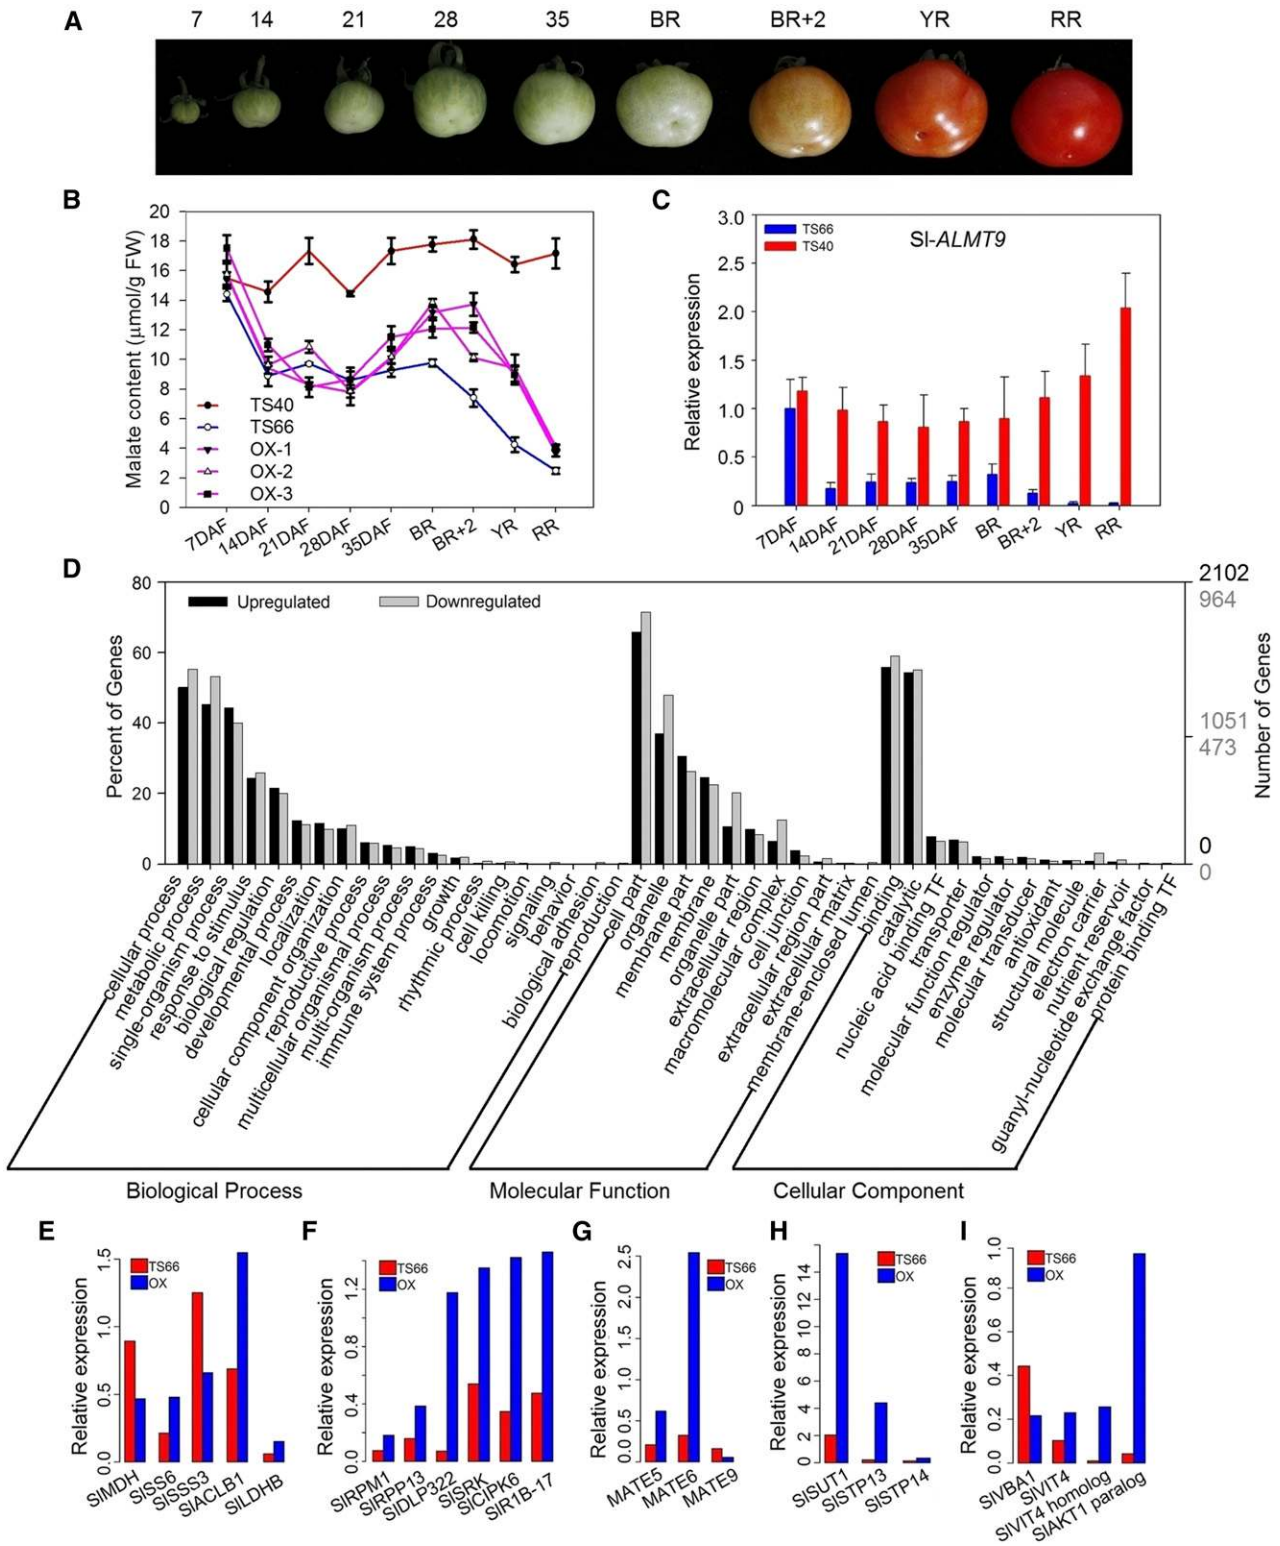 A
7 14 21 28 35 BR BR+2 YR RR
B
Malate content (μmol/g FW)
20
18
16
14
12
10
8
6
4
2
0
TS40
TS66
OX-1
OX-2
OX-3
7DAF 14DAF 21DAF 28DAF 35DAF BR BR+2 YR RR
C
Relative expression
3.0
2.5
2.0
1.5
1.0
0.5
0
TS66
TS40
Sl-ALMT9
7DAF 14DAF 21DAF 28DAF 35DAF BR BR+2 YR RR
D
Percent of Genes
80
60
40
20
0
Upregulated Downregulated
2102
964
1051
473
0
0
Number of Genes
cellular process
metabolic process
single-organism process
response to stimulus
biological regulation
developmental process
localization
cellular component organization
reproductive process
multicellular organismal process
multi-organism process
immune system process
growth
rhythmic process
cell killing
locomotion
signaling
behavior
biological adhesion
reproduction
cell part
organelle
membrane part
membrane
organelle part
extracellular region
macromolecular complex
cell junction
extracellular region part
extracellular matrix
membrane-enclosed lumen
binding
catalytic
nucleic acid binding TF
transporter
molecular function regulator
enzyme regulator
molecular transducer
antioxidant
structural molecule
electron carrier
nutrient reservoir
guanyl-nucleotide exchange factor
protein binding TF
Biological Process Molecular Function Cellular Component
E
Relative expression
1.5
1.0
0.5
0.0
TS66
OX
SlMDH SlSS6 SlSSS3 SlACLB1 SlLDHB
F
Relative expression
1.2
0.8
0.4
0.0
TS66
OX
SlRPM1 SlRPP13 SlDLP322 SlSRK SlCIPK6 SlR1B-17
G
Relative expression
2.5
2.0
1.5
1.0
0.5
0.0
TS66
OX
MATE5 MATE6 MATE9
H
Relative expression
14
12
10
8
6
4
2
0
TS66
OX
SlSUT1 SlSTP13 SlSTP14
I
Relative expression
1.0
0.8
0.6
0.4
0.2
0.0
TS66
OX
SlVBA1 SlVIT4 SlVIT4 homolog SlAKT1 paralog